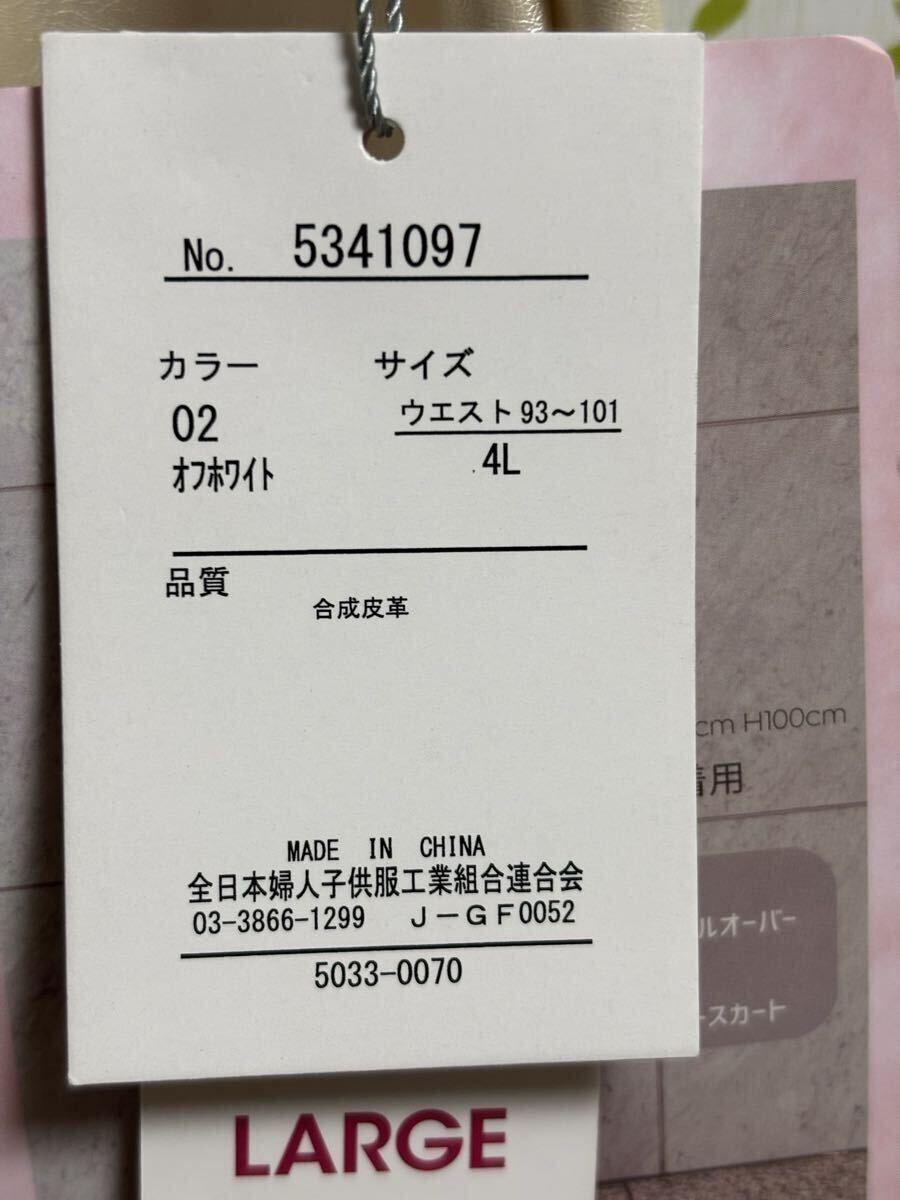 No. 5341097
カラー サイズ
02 ウエスト93〜101
オフホワイト 4L
品質
合成皮革
MADE IN CHINA
全日本婦人子供服工業組合連合会
03-3866-1299 J-GF0052
5033-0070
LARGE
cm H100cm
着用
ルオーバー
スカート